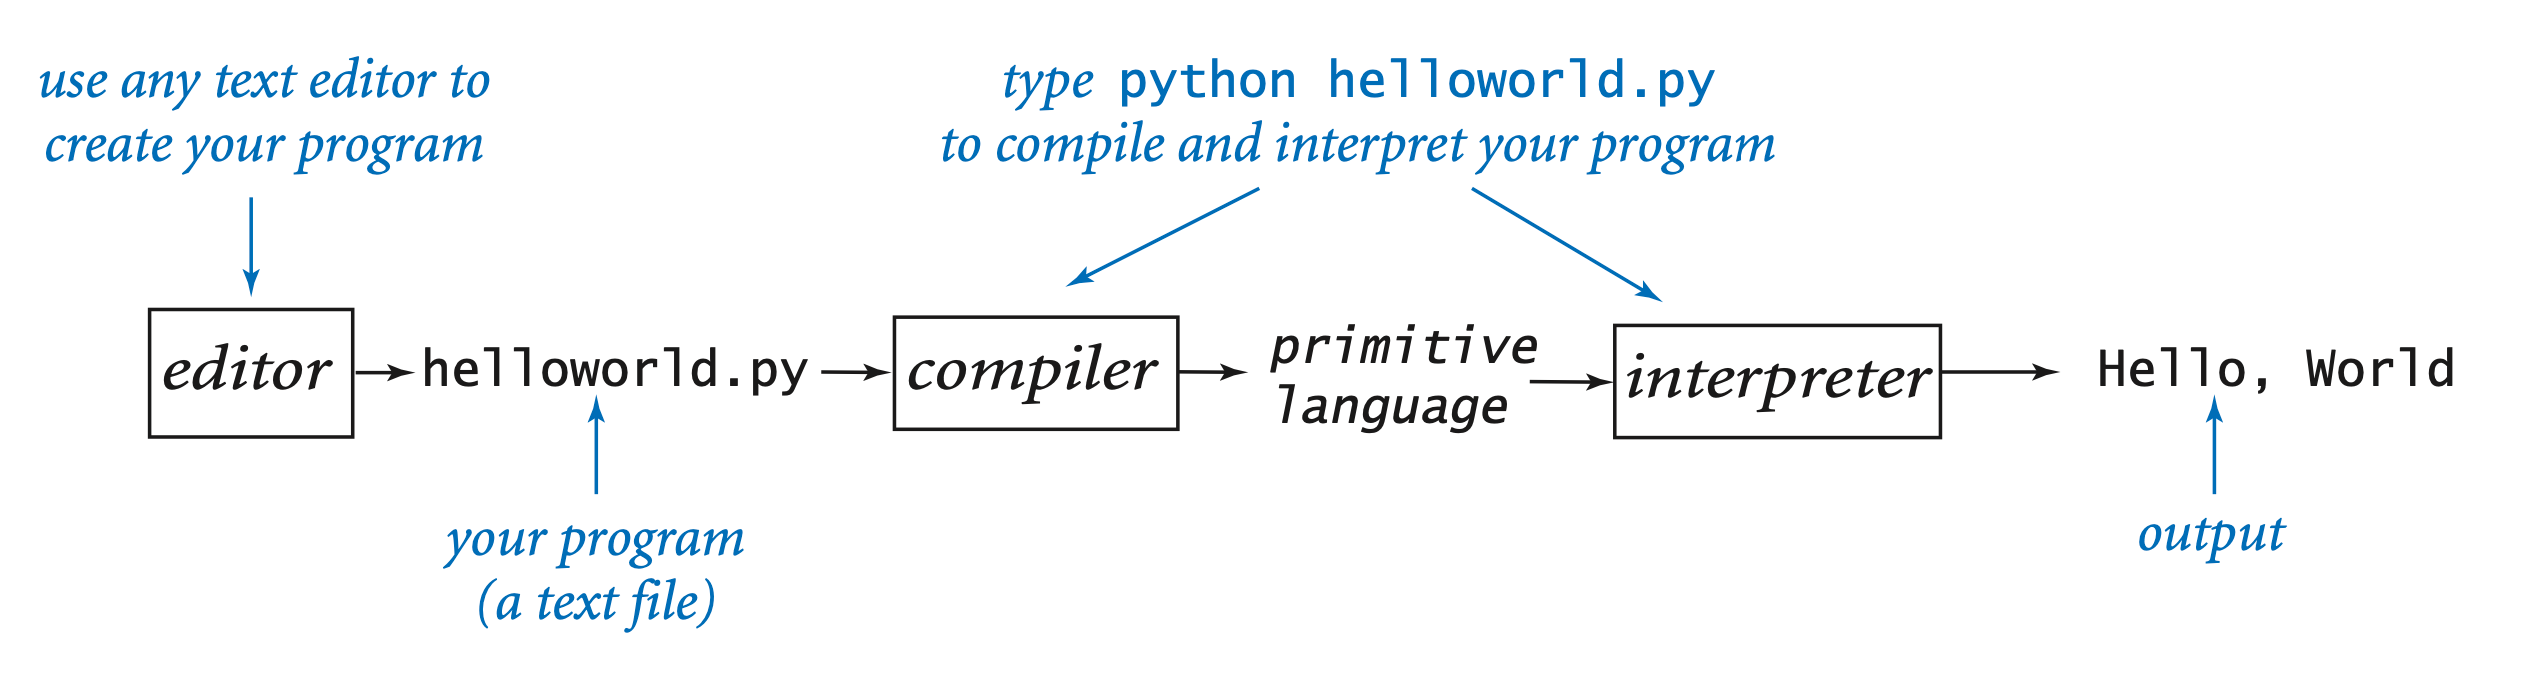 use any text editor to
create your program
type python helloworld.py
to compile and interpret your program
editor
helloworld.py
compiler
primitive
language
interpreter
Hello, World
your program
(a text file)
output